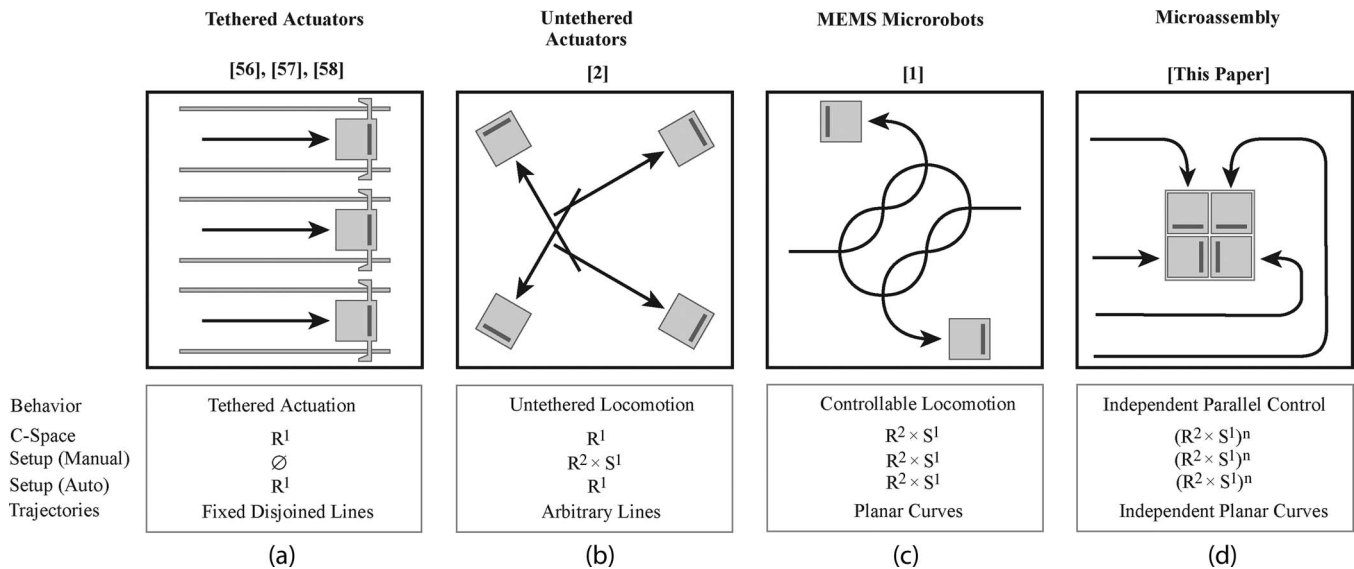 Tethered Actuators
Untethered
Actuators
MEMS Microrobots
Microassembly
[56], [57], [58]
[2]
[1]
[This Paper]
Behavior
Tethered Actuation
Untethered Locomotion
Controllable Locomotion
Independent Parallel Control
C-Space
R¹
R¹
R² × S¹
(R² × S¹)ⁿ
Setup (Manual)
∅
R² × S¹
R² × S¹
(R² × S¹)ⁿ
Setup (Auto)
R¹
R¹
R² × S¹
(R² × S¹)ⁿ
Trajectories
Fixed Disjoined Lines
Arbitrary Lines
Planar Curves
Independent Planar Curves
(a)
(b)
(c)
(d)